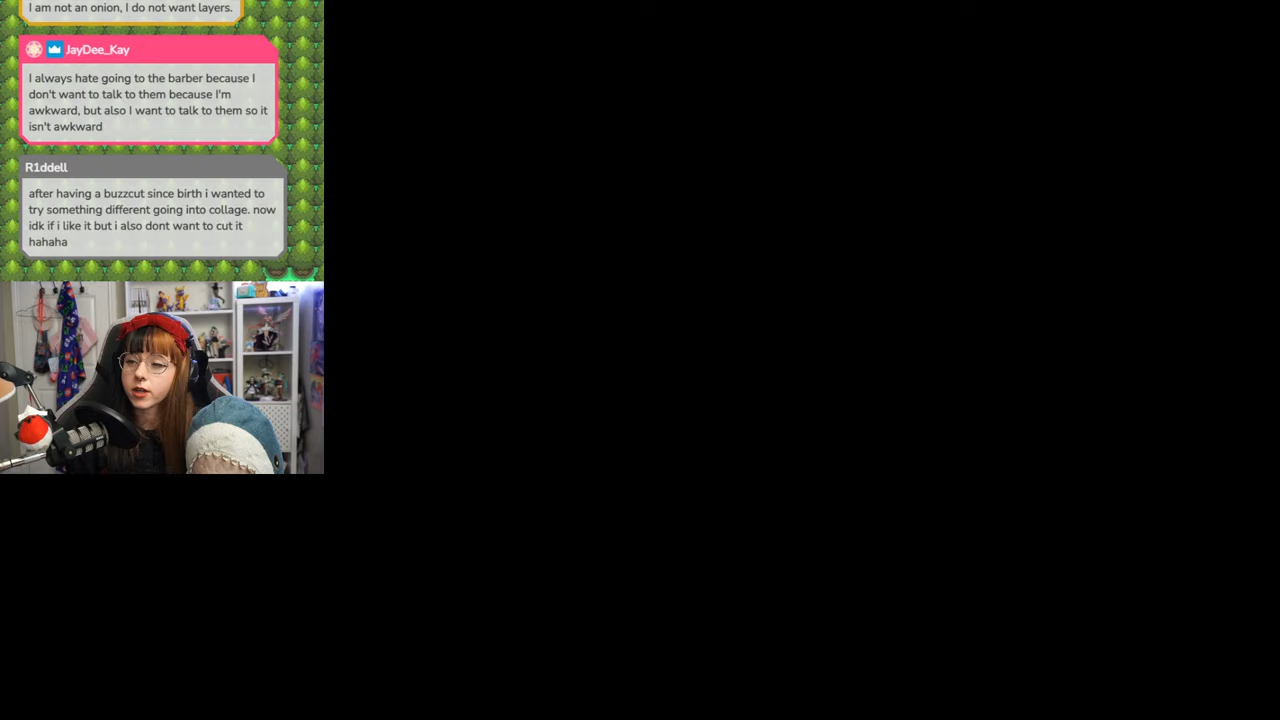 I am not an onion, I do not want layers.
JayDee_Kay
I always hate going to the barber because I
don't want to talk to them because I'm
awkward, but also I want to talk to them so it
isn't awkward
R1ddell
after having a buzzcut since birth i wanted to
try something different going into collage. now
idk if i like it but i also dont want to cut it
hahaha